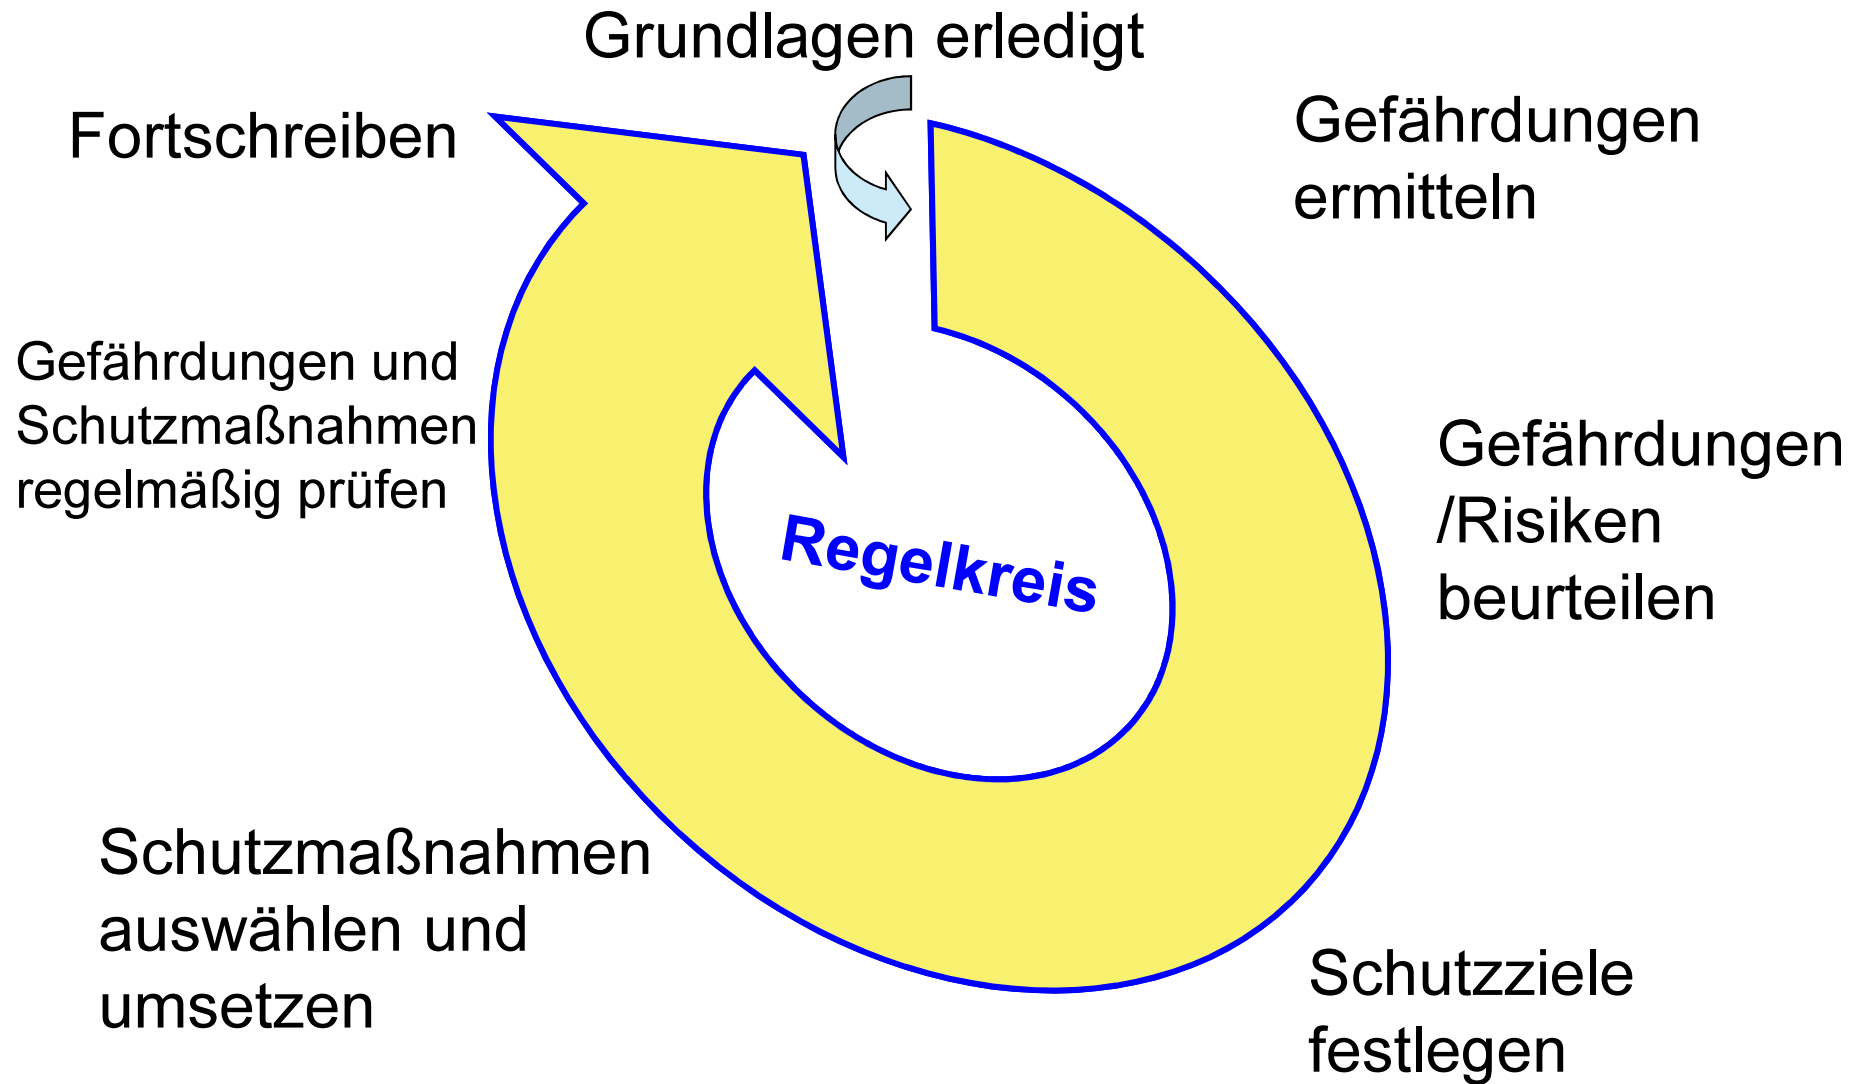 Grundlagen erledigt
Gefährdungen
ermitteln
Gefährdungen
/Risiken
beurteilen
Schutzziele
festlegen
Schutzmaßnahmen
auswählen und
umsetzen
Gefährdungen und
Schutzmaßnahmen
regelmäßig prüfen
Fortschreiben
Regelkreis